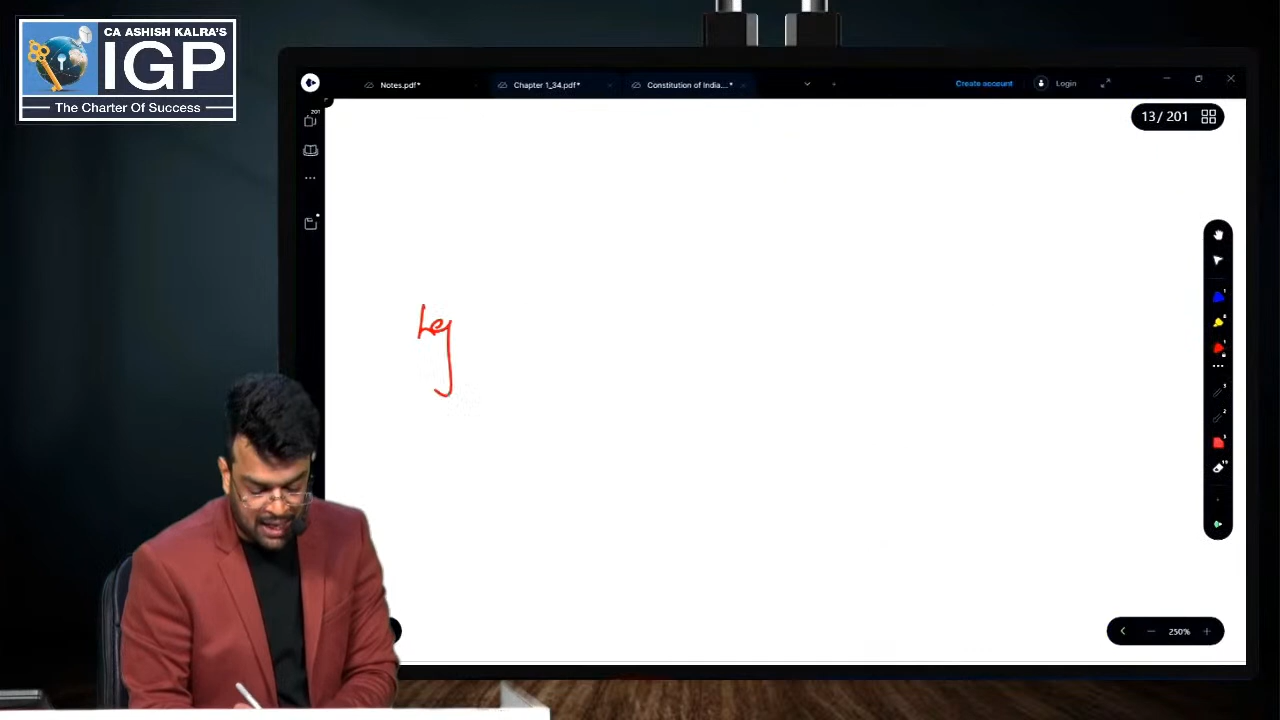 CA ASHISH KALRA'S
IGP
The Charter Of Success
Notes.pdf*
Chapter 1_34.pdf*
Constitution of India....*
Create account
Login
201
13/ 201
Leg
250%